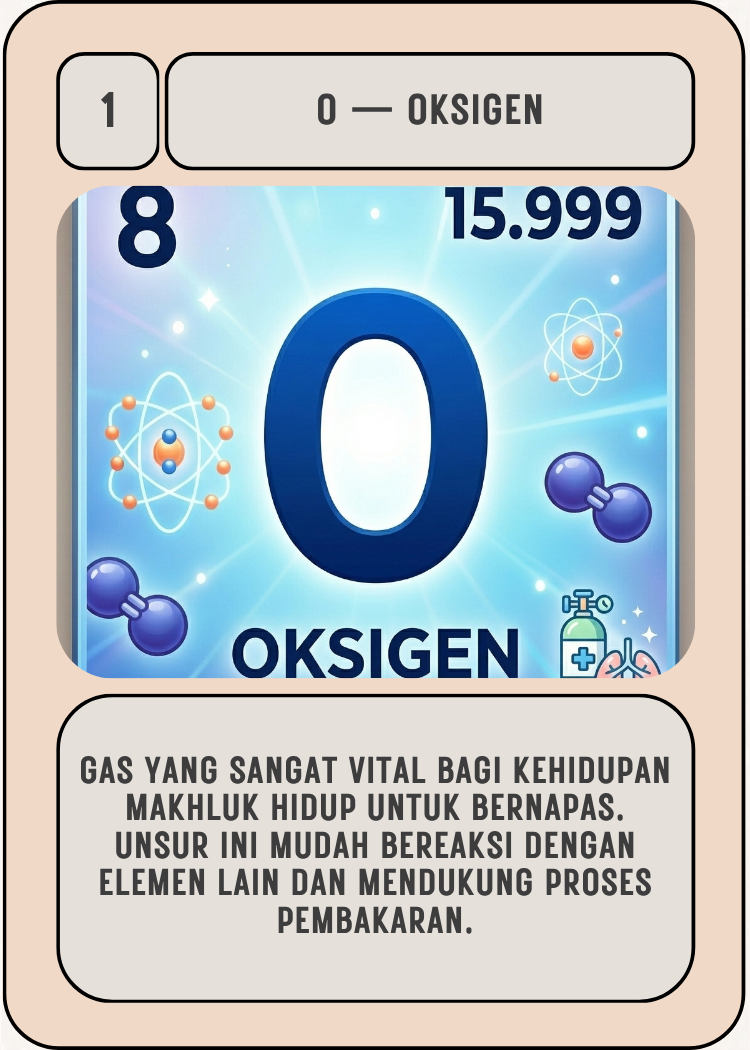 1
O — OKSIGEN
8
15.999
O
OKSIGEN
GAS YANG SANGAT VITAL BAGI KEHIDUPAN
MAKHLUK HIDUP UNTUK BERNAPAS.
UNSUR INI MUDAH BEREAKSI DENGAN
ELEMEN LAIN DAN MENDUKUNG PROSES
PEMBAKARAN.